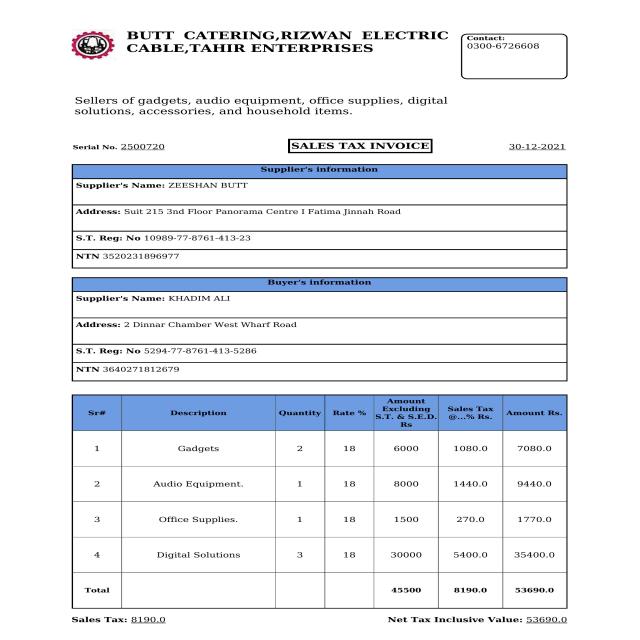 BUTT CATERING,RIZWAN ELECTRIC
CABLE,TAHIR ENTERPRISES
Contact:
0300-6726608
Sellers of gadgets, audio equipment, office supplies, digital
solutions, accessories, and household items.
Serial No. 2500720 SALES TAX INVOICE 30-12-2021
Supplier's information
Supplier's Name: ZEESHAN BUTT
Address: Suit 215 3nd Floor Panorama Centre I Fatima Jinnah Road
S.T. Reg: No 10989-77-8761-413-23
NTN 3520231896977
Buyer's information
Supplier's Name: KHADIM ALI
Address: 2 Dinnar Chamber West Wharf Road
S.T. Reg: No 5294-77-8761-413-5286
NTN 3640271812679
Sr# Description Quantity Rate % Amount Excluding S.T. & S.E.D. Rs Sales Tax @...% Rs. Amount Rs.
1 Gadgets 2 18 6000 1080.0 7080.0
2 Audio Equipment. 1 18 8000 1440.0 9440.0
3 Office Supplies. 1 18 1500 270.0 1770.0
4 Digital Solutions 3 18 30000 5400.0 35400.0
Total 45500 8190.0 53690.0
Sales Tax: 8190.0 Net Tax Inclusive Value: 53690.0